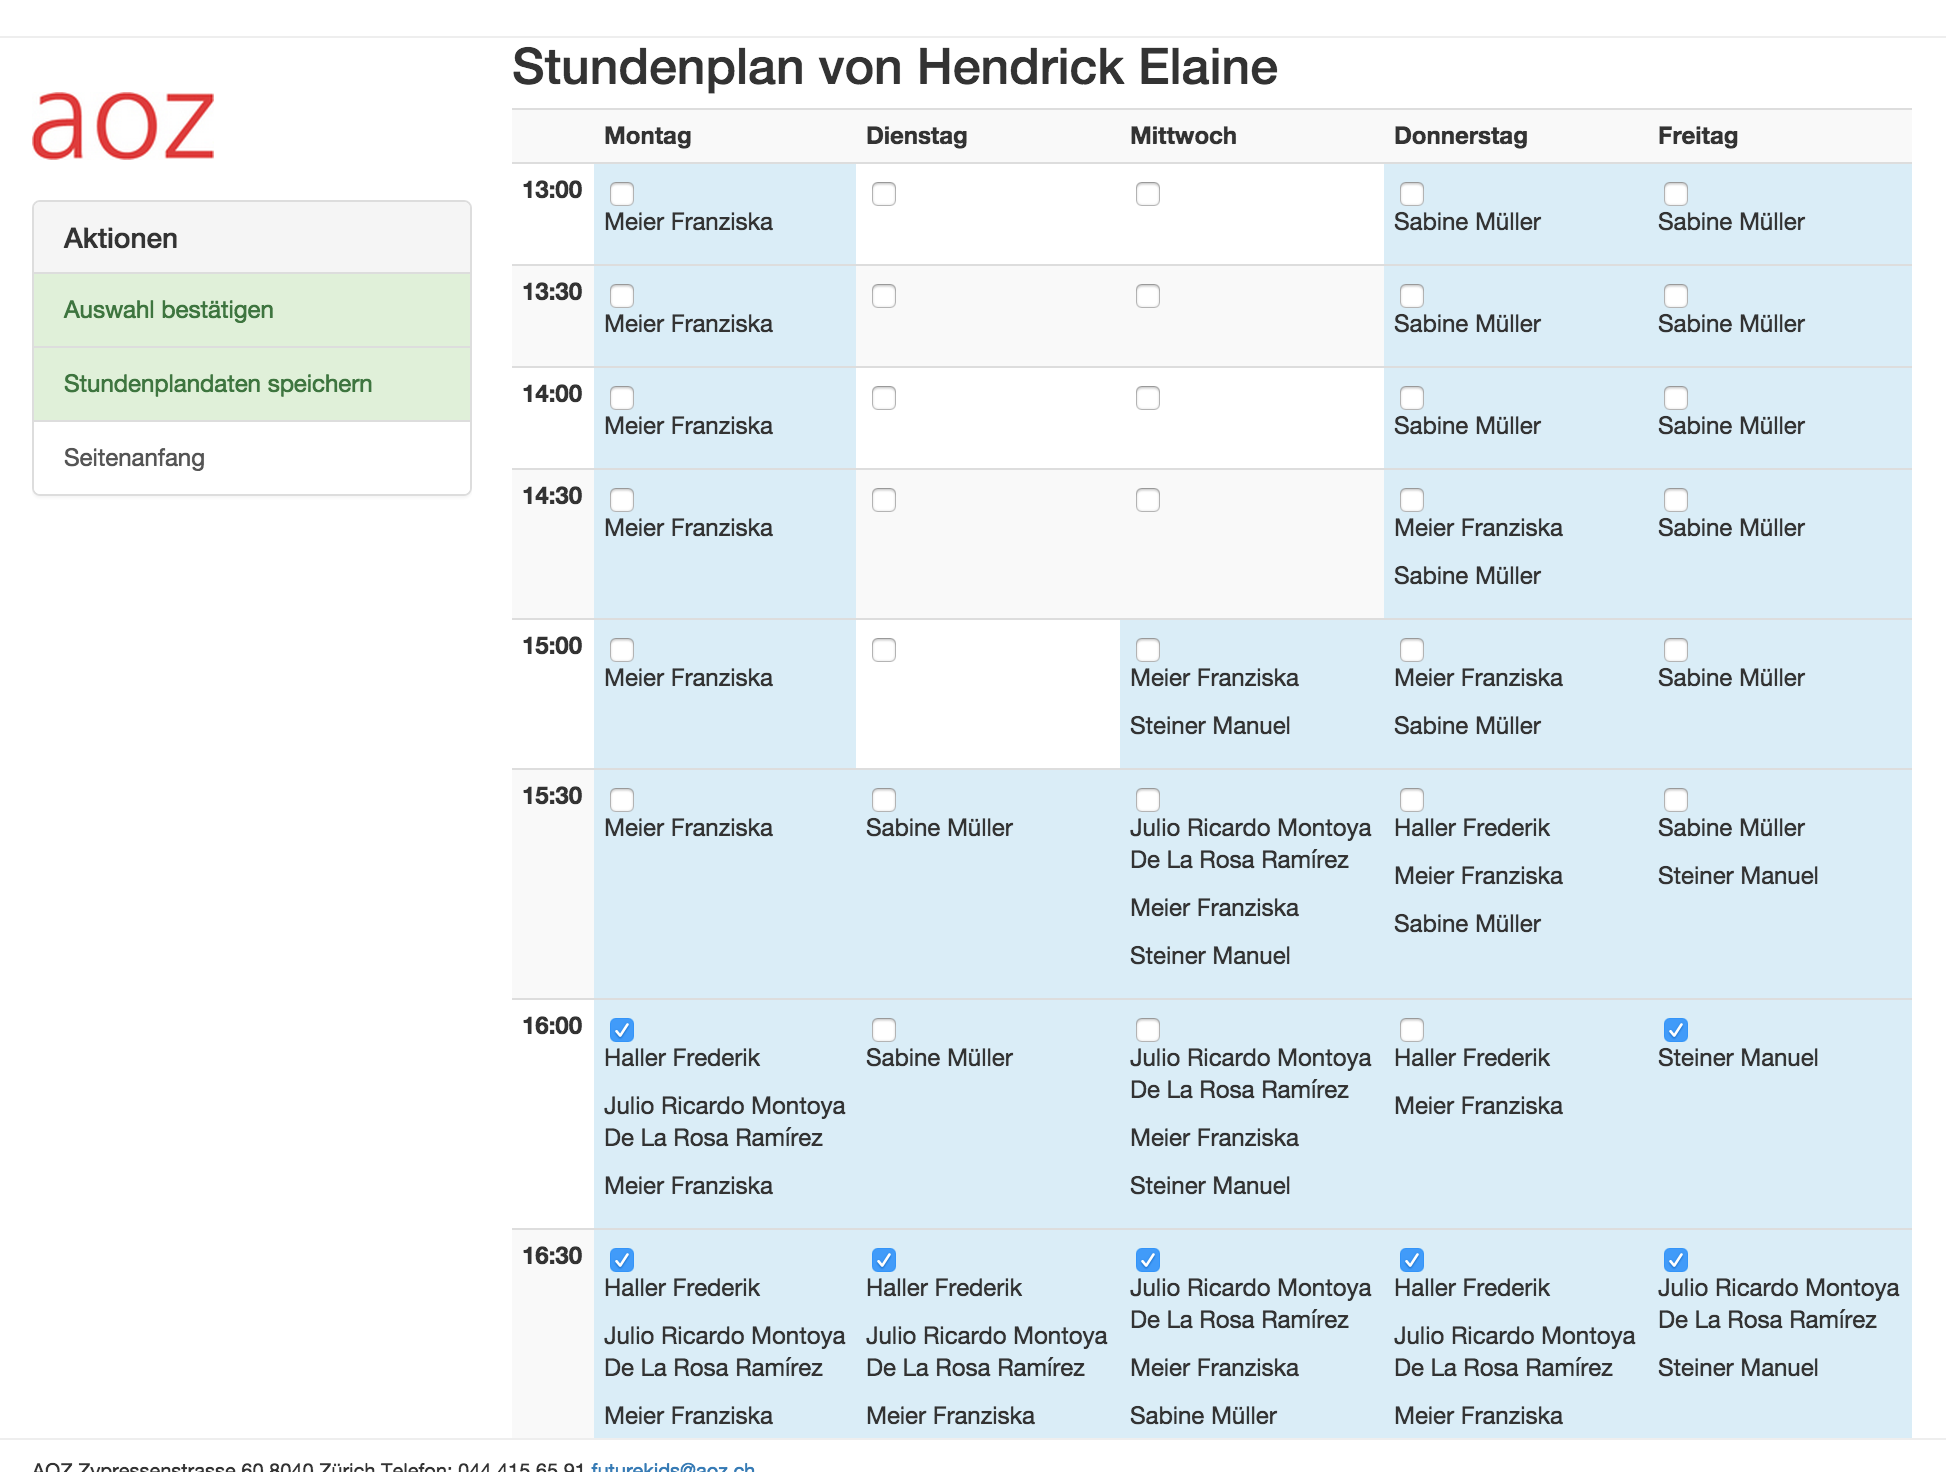 Stundenplan von Hendrick Elaine
aoz
Aktionen
Auswahl bestätigen
Stundenplandaten speichern
Seitenanfang
Montag Dienstag Mittwoch Donnerstag Freitag
13:00
Meier Franziska Sabine Müller Sabine Müller
13:30
Meier Franziska Sabine Müller Sabine Müller
14:00
Meier Franziska Sabine Müller Sabine Müller
14:30
Meier Franziska Meier Franziska Sabine Müller
Sabine Müller
15:00
Meier Franziska Meier Franziska Meier Franziska Sabine Müller
Steiner Manuel Sabine Müller
15:30
Meier Franziska Sabine Müller Julio Ricardo Montoya Haller Frederik Sabine Müller
De La Rosa Ramírez
Meier Franziska Steiner Manuel
Meier Franziska
Sabine Müller
Steiner Manuel
16:00
Haller Frederik Sabine Müller Julio Ricardo Montoya Haller Frederik Steiner Manuel
De La Rosa Ramírez
Julio Ricardo Montoya Meier Franziska
De La Rosa Ramírez Meier Franziska
Meier Franziska Steiner Manuel
16:30
Haller Frederik Haller Frederik Julio Ricardo Montoya Haller Frederik Julio Ricardo Montoya
De La Rosa Ramírez De La Rosa Ramírez
Julio Ricardo Montoya Julio Ricardo Montoya Julio Ricardo Montoya
De La Rosa Ramírez De La Rosa Ramírez Meier Franziska De La Rosa Ramírez Steiner Manuel
Meier Franziska Meier Franziska Sabine Müller Meier Franziska
AOZ Zypressenstrasse 60 8040 Zürich Telefon: 044 415 65 91 futurekids@aoz.ch